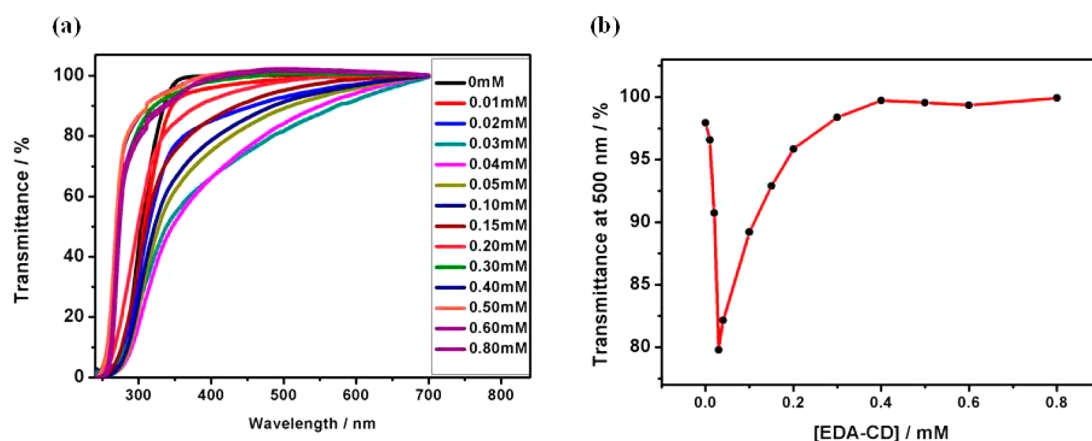 (a)
Transmittance / %
100
80
60
40
20
0
300
400
500
600
700
800
Wavelength / nm
0mM
0.01mM
0.02mM
0.03mM
0.04mM
0.05mM
0.10mM
0.15mM
0.20mM
0.30mM
0.40mM
0.50mM
0.60mM
0.80mM
(b)
Transmittance at 500 nm / %
100
95
90
85
80
0.0
0.2
0.4
0.6
0.8
[EDA-CD] / mM